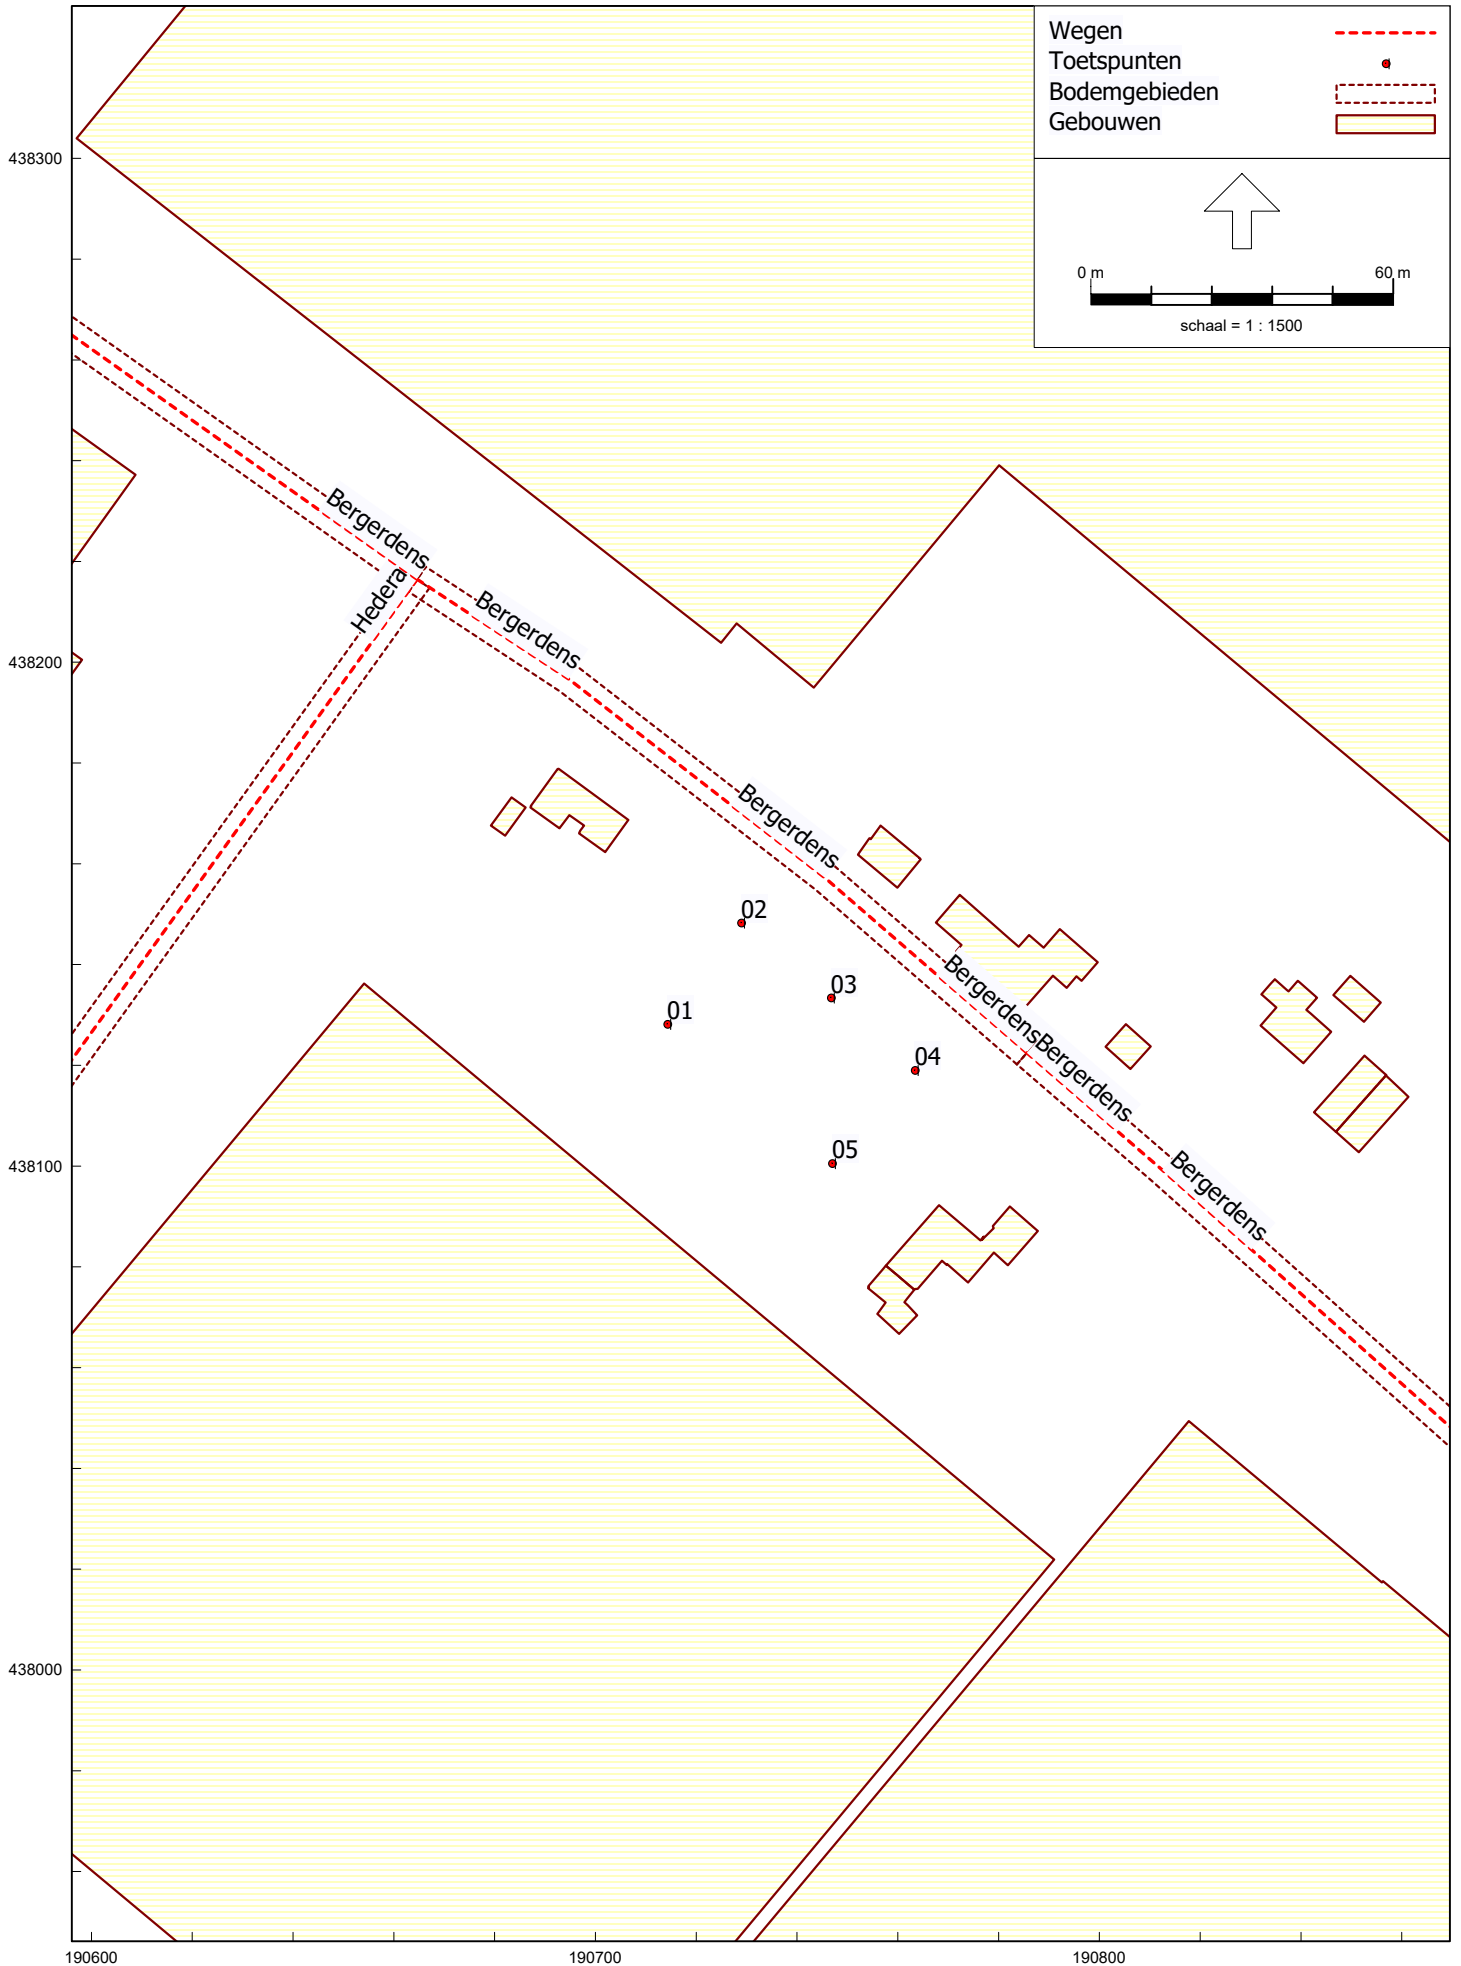 Wegen
Toetspunten
Bodemgebieden
Gebouwen
0 m 60 m
schaal = 1 : 1500
438300
438200
438100
438000
Bergerdens
Hedera
Bergerdens
Bergerdens
Bergerdens
Bergerdens
Bergerdens
02
03
01
04
05
190600 190700 190800